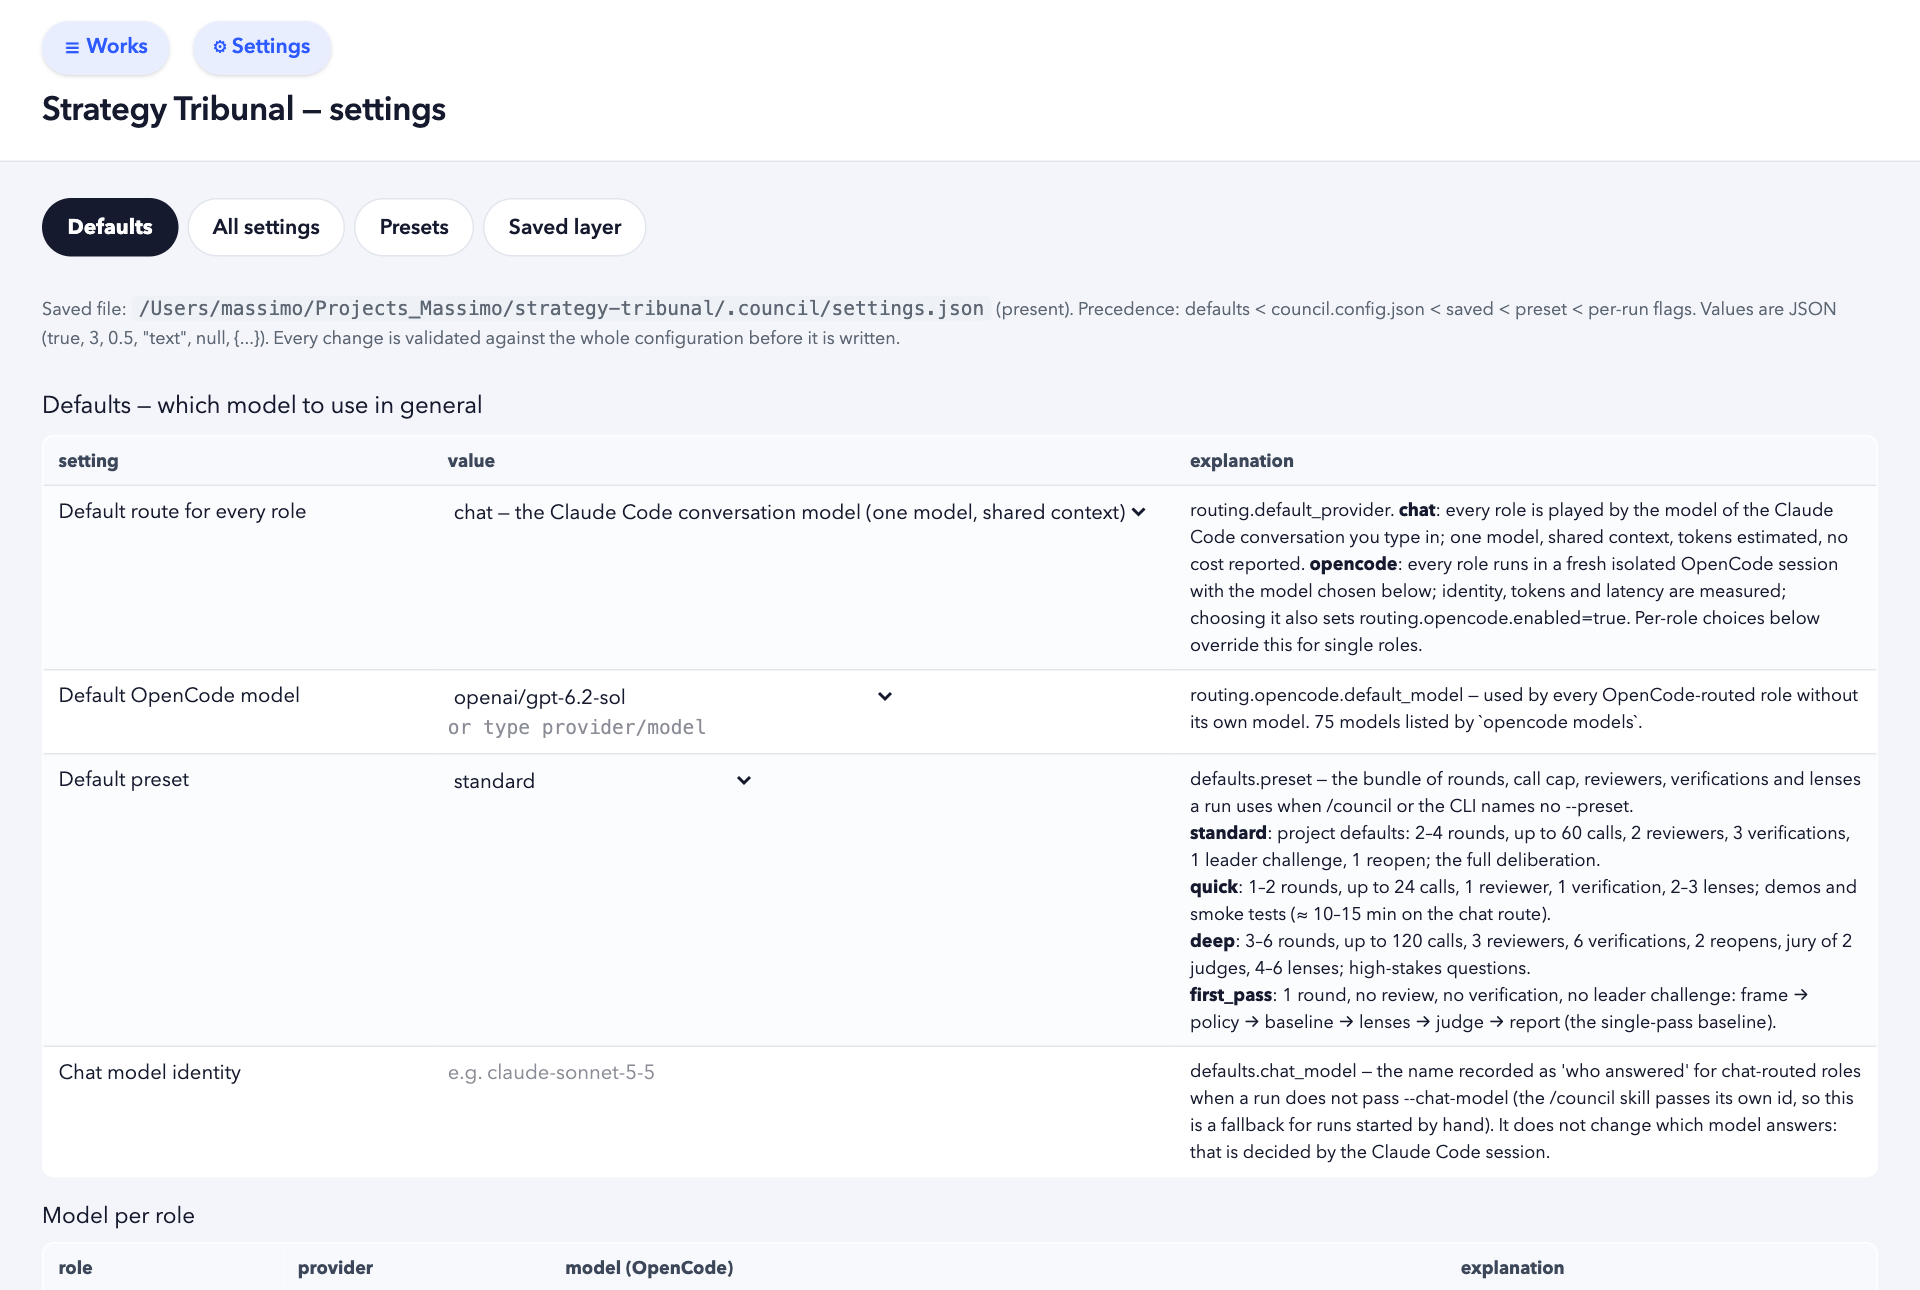 ≡ Works
⚙ Settings
Strategy Tribunal – settings
Defaults
All settings
Presets
Saved layer
Saved file: /Users/massimo/Projects_Massimo/strategy-tribunal/.council/settings.json (present). Precedence: defaults < council.config.json < saved < preset < per-run flags. Values are JSON
(true, 3, 0.5, "text", null, {...}). Every change is validated against the whole configuration before it is written.
Defaults – which model to use in general
setting
value
explanation
Default route for every role
chat – the Claude Code conversation model (one model, shared context)
routing.default_provider. chat: every role is played by the model of the Claude
Code conversation you type in; one model, shared context, tokens estimated, no
cost reported. opencode: every role runs in a fresh isolated OpenCode session
with the model chosen below; identity, tokens and latency are measured;
choosing it also sets routing.opencode.enabled=true. Per-role choices below
override this for single roles.
Default OpenCode model
openai/gpt-6.2-sol
or type provider/model
routing.opencode.default_model – used by every OpenCode-routed role without
its own model. 75 models listed by `opencode models`.
Default preset
standard
defaults.preset – the bundle of rounds, call cap, reviewers, verifications and lenses
a run uses when /council or the CLI names no --preset.
standard: project defaults: 2–4 rounds, up to 60 calls, 2 reviewers, 3 verifications,
1 leader challenge, 1 reopen; the full deliberation.
quick: 1–2 rounds, up to 24 calls, 1 reviewer, 1 verification, 2–3 lenses; demos and
smoke tests (≈ 10–15 min on the chat route).
deep: 3–6 rounds, up to 120 calls, 3 reviewers, 6 verifications, 2 reopens, jury of 2
judges, 4–6 lenses; high-stakes questions.
first_pass: 1 round, no review, no verification, no leader challenge: frame →
policy → baseline → lenses → judge → report (the single-pass baseline).
Chat model identity
e.g. claude-sonnet-5-5
defaults.chat_model – the name recorded as 'who answered' for chat-routed roles
when a run does not pass --chat-model (the /council skill passes its own id, so this
is a fallback for runs started by hand). It does not change which model answers:
that is decided by the Claude Code session.
Model per role
role
provider
model (OpenCode)
explanation